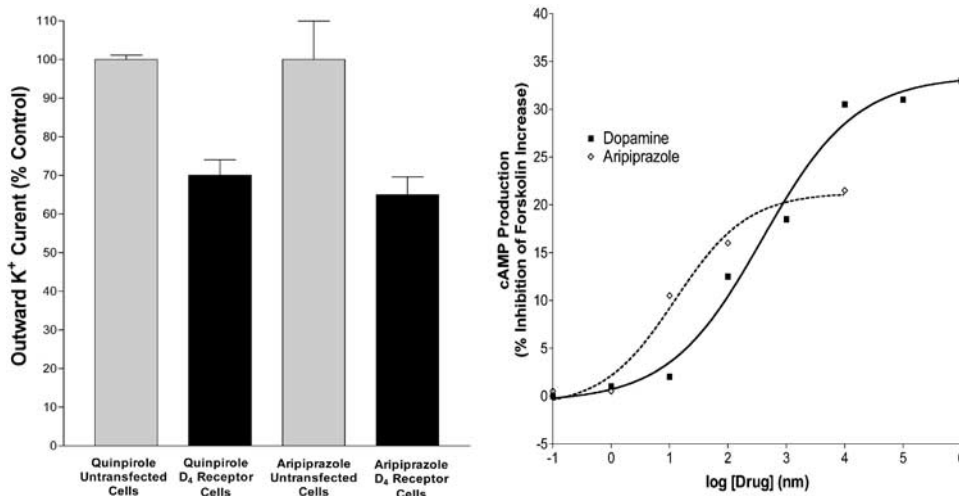 Outward K+ Curent (% Control)
110
100
90
80
70
60
50
40
30
20
10
0
Quinpirole
Untransfected
Cells
Quinpirole
D4 Receptor
Cells
Aripiprazole
Untransfected
Cells
Aripiprazole
D4 Receptor
Cells
cAMP Production
(% Inhibition of Forskolin Increase)
40
35
30
25
20
15
10
5
0
-5
Dopamine
Aripiprazole
-1
0
1
2
3
4
5
6
log [Drug] (nm)